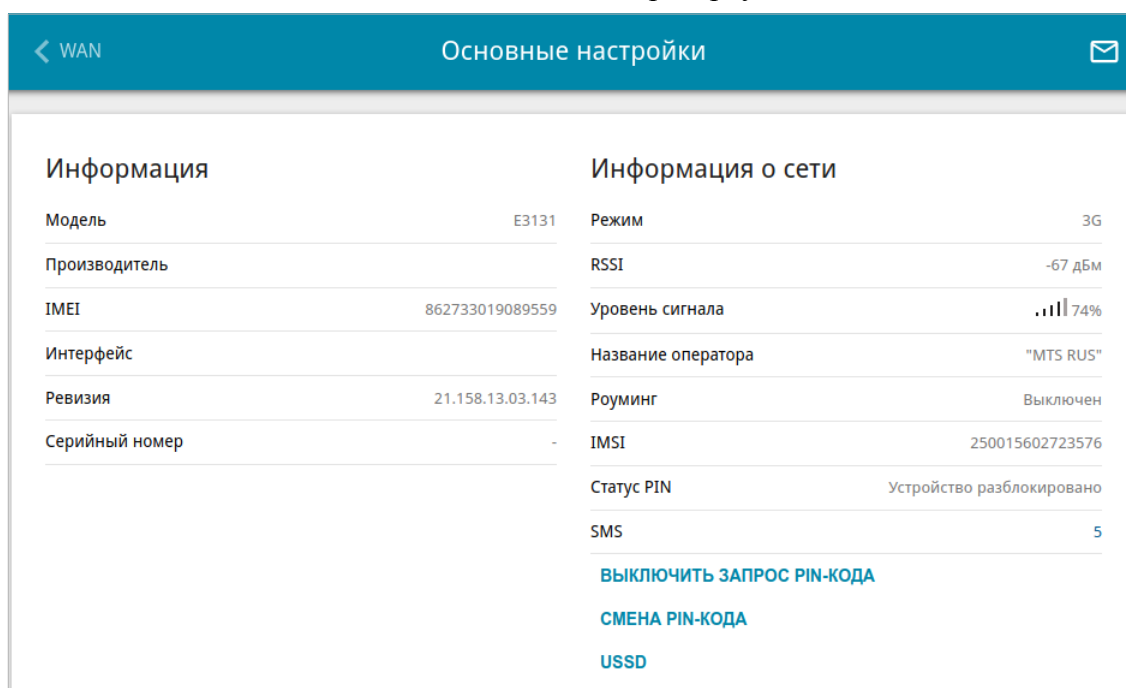 WAN
Основные настройки
Информация
Модель E3131
Производитель
IMEI 862733019089559
Интерфейс
Ревизия 21.158.13.03.143
Серийный номер -
Информация о сети
Режим 3G
RSSI -67 дБм
Уровень сигнала 74%
Название оператора "MTS RUS"
Роуминг Выключен
IMSI 250015602723576
Статус PIN Устройство разблокировано
SMS 5
ВЫКЛЮЧИТЬ ЗАПРОС PIN-КОДА
СМЕНА PIN-КОДА
USSD